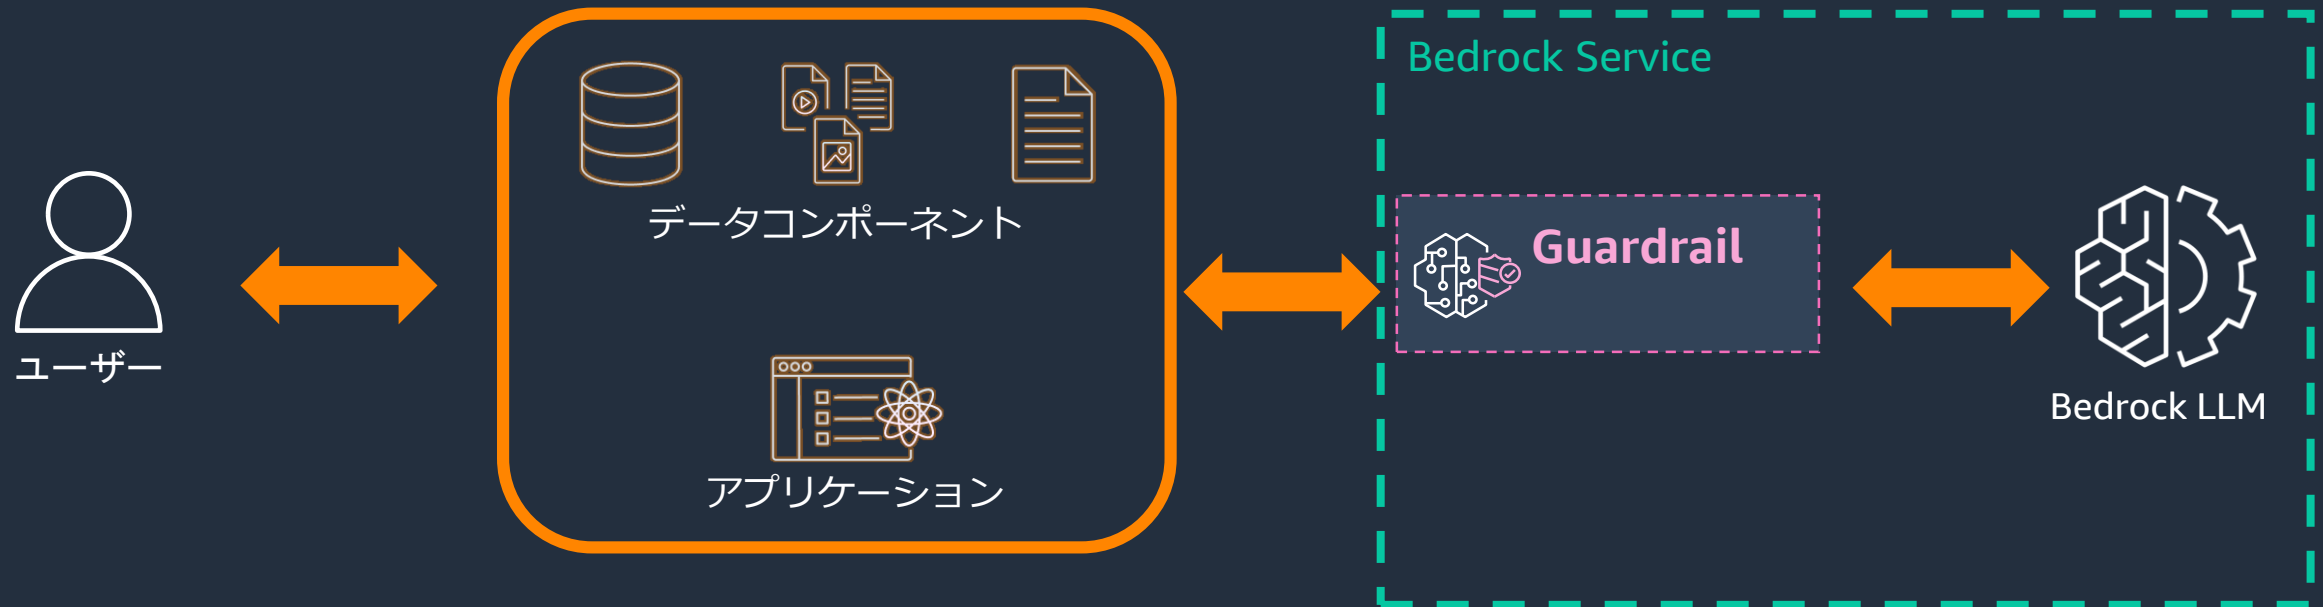 ユーザー
データコンポーネント
アプリケーション
Bedrock Service
Guardrail
Bedrock LLM